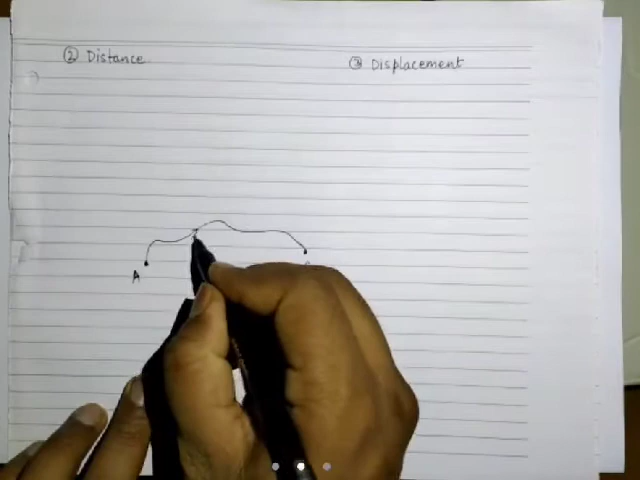 ② Distance
③ Displacement
A